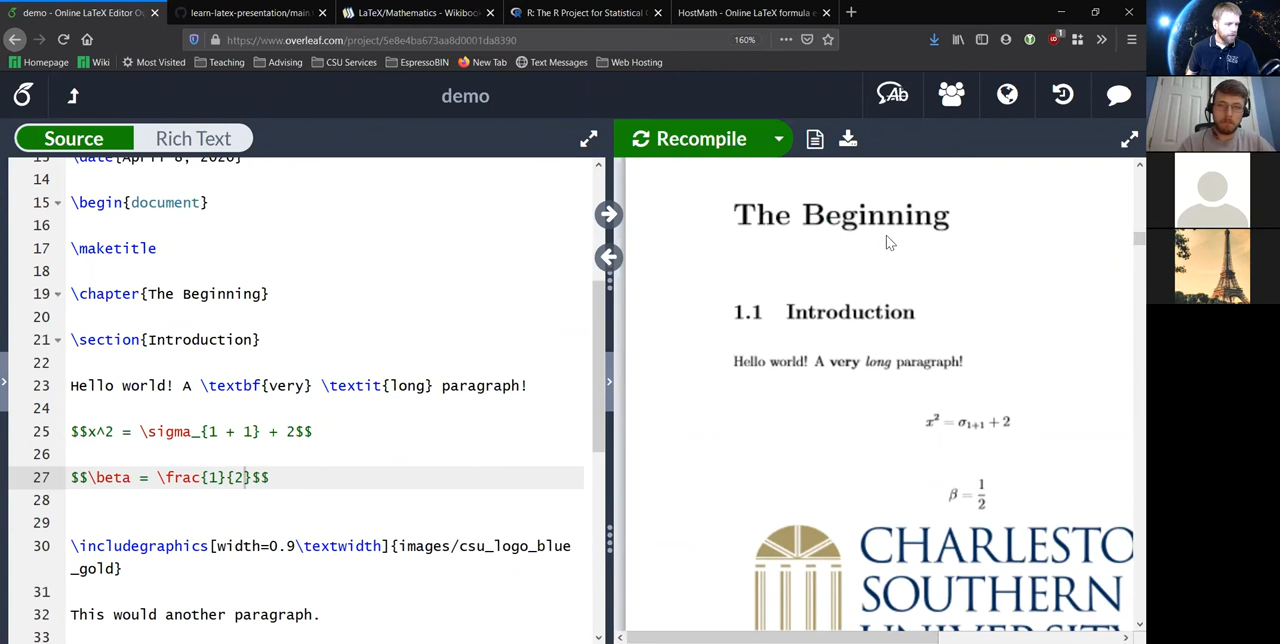 demo - Online LaTeX Editor O
learn-latex-presentation/main
LaTeX/Mathematics - Wikibook
R: The R Project for Statistical
HostMath - Online LaTeX formula e
https://www.overleaf.com/project/5e8e4ba673aa8d0001da8390
160%
1
Homepage
Wiki
Most Visited
Teaching
Advising
CSU Services
EspressoBIN
New Tab
Text Messages
Web Hosting
demo
Source
Rich Text
Recompile
\date{April 8, 2020}
14
15 \begin{document}
16
17 \maketitle
18
19 \chapter{The Beginning}
20
21 \section{Introduction}
22
23 Hello world! A \textbf{very} \textit{long} paragraph!
24
25 $$x^2 = \sigma_{1 + 1} + 2$$
26
27 $$\beta = \frac{1}{2}$$
28
29
30 \includegraphics[width=0.9\textwidth]{images/csu_logo_blue
_gold}
31
32 This would another paragraph.
33
The Beginning
1.1 Introduction
Hello world! A very long paragraph!
x² = σ₁₊₁ + 2
β = 1/2
CHARLESTO
SOUTHERN